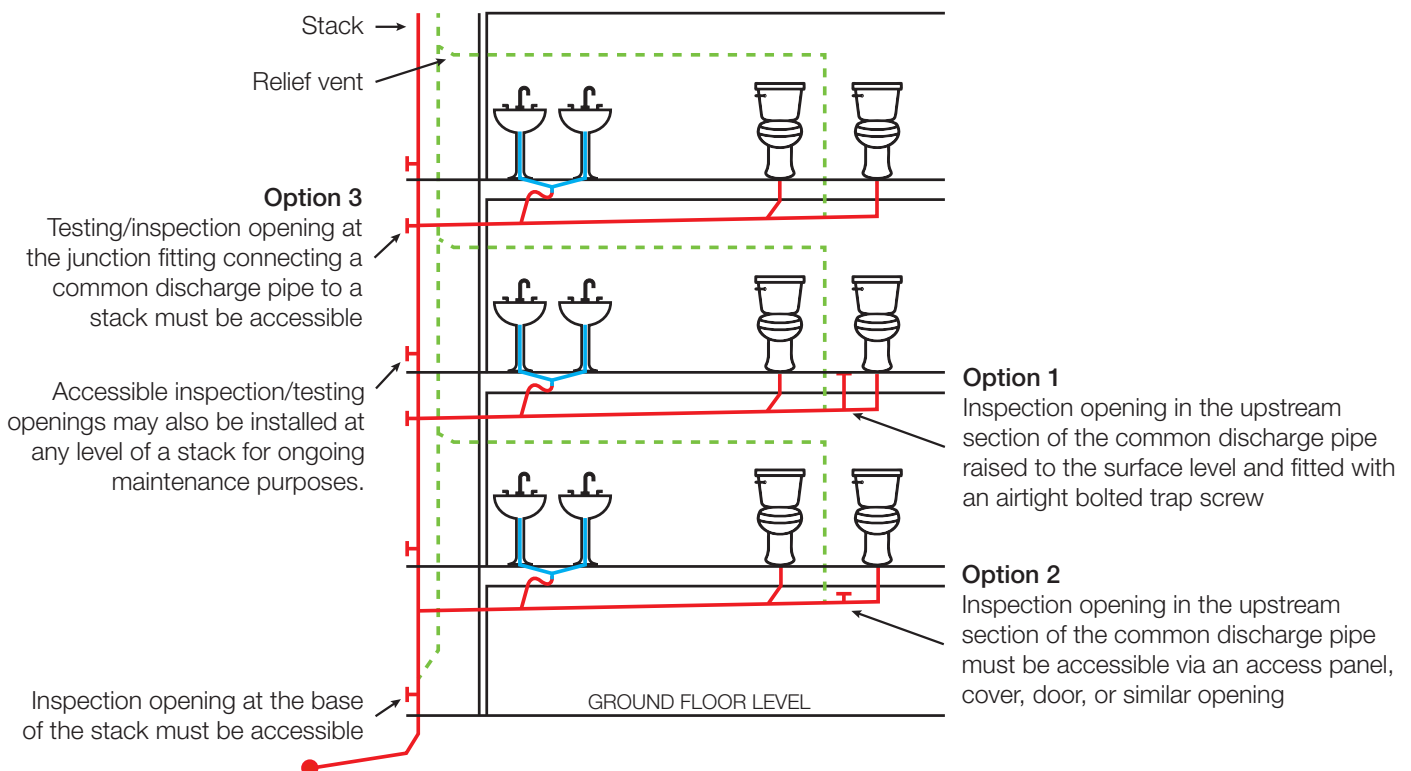 Stack
Relief vent
Option 3
Testing/inspection opening at
the junction fitting connecting a
common discharge pipe to a
stack must be accessible
Accessible inspection/testing
openings may also be installed at
any level of a stack for ongoing
maintenance purposes.
Option 1
Inspection opening in the upstream
section of the common discharge pipe
raised to the surface level and fitted with
an airtight bolted trap screw
Option 2
Inspection opening in the upstream
section of the common discharge pipe
must be accessible via an access panel,
cover, door, or similar opening
Inspection opening at the base
of the stack must be accessible
GROUND FLOOR LEVEL